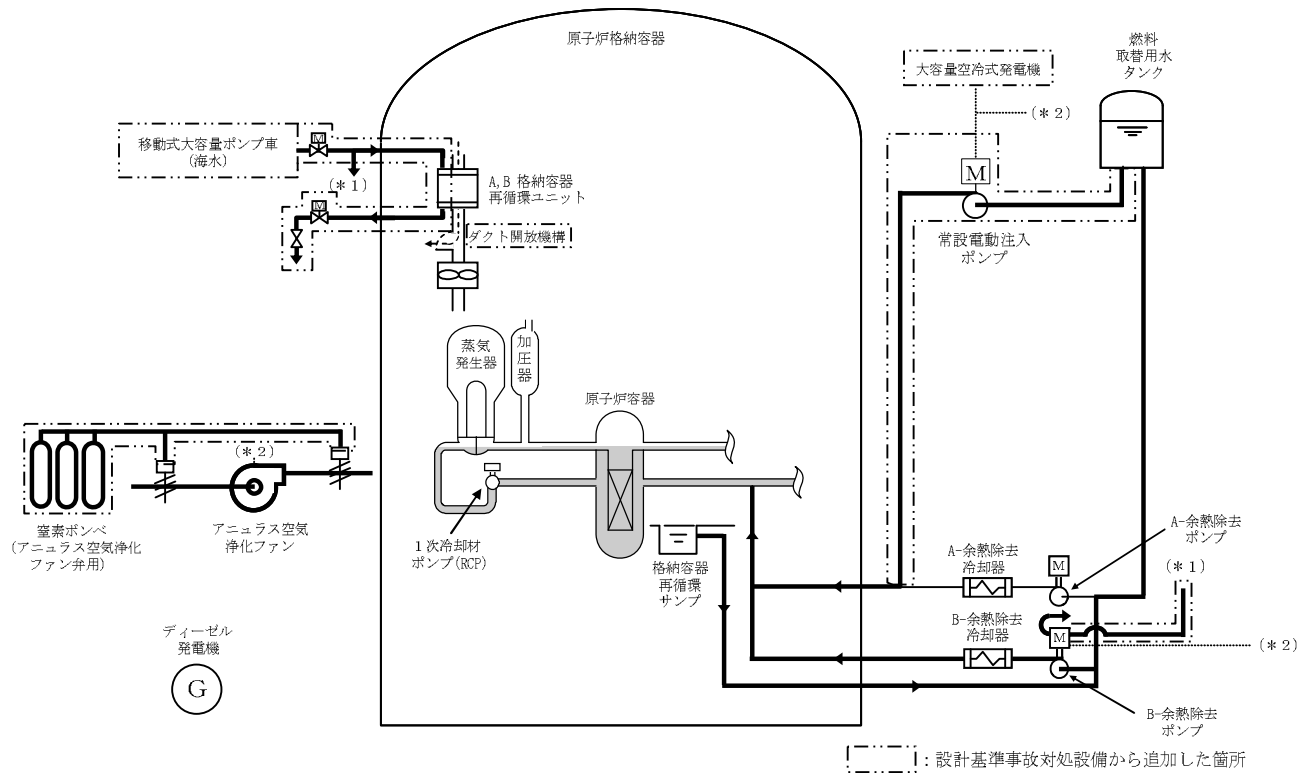 原子炉格納容器
燃料
取替用水
タンク
大容量空冷式発電機
(＊2)
M
移動式大容量ポンプ車
(海水)
M
(＊1)
A,B 格納容器
再循環ユニット
M
ダクト開放機構
常設電動注入
ポンプ
蒸気
発生器
加
圧
器
原子炉容器
(＊2)
窒素ボンベ
(アニュラス空気浄化
ファン弁用)
アニュラス空気
浄化ファン
1次冷却材
ポンプ(RCP)
格納容器
再循環
サンプ
A-余熱除去
ポンプ
A-余熱除去
冷却器
M
(＊1)
B-余熱除去
冷却器
M
(＊2)
B-余熱除去
ポンプ
ディーゼル
発電機
G
：設計基準事故対処設備から追加した箇所